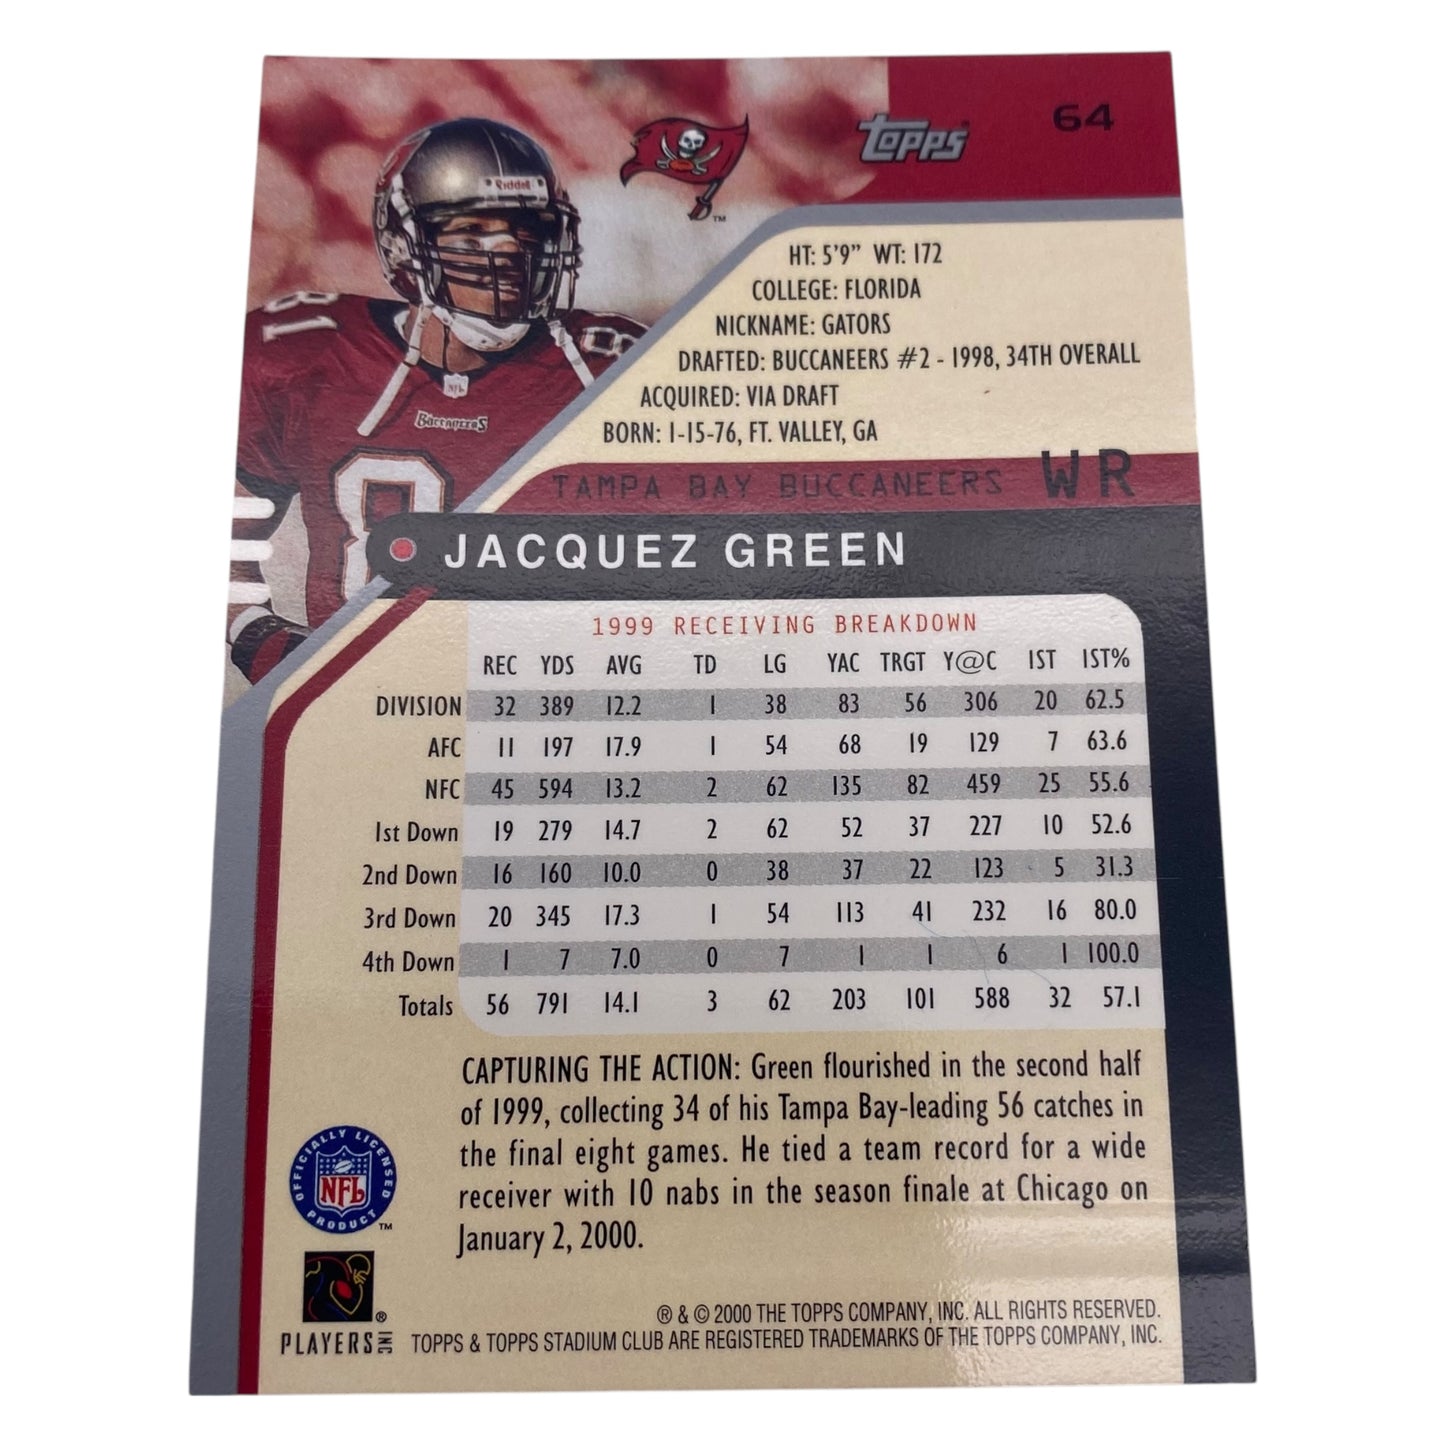 Topps 64
Riddell
TM
HT: 5'9" WT: 172
COLLEGE: FLORIDA
NICKNAME: GATORS
DRAFTED: BUCCANEERS #2 - 1998, 34TH OVERALL
ACQUIRED: VIA DRAFT
BORN: 1-15-76, FT. VALLEY, GA
81
8
NFL
BUCCANEERS
8
TAMPA BAY BUCCANEERS WR
JACQUEZ GREEN
1999 RECEIVING BREAKDOWN
REC YDS AVG TD LG YAC TRGT Y@C 1ST 1ST%
DIVISION 32 389 12.2 1 38 83 56 306 20 62.5
AFC 11 197 17.9 1 54 68 19 129 7 63.6
NFC 45 594 13.2 2 62 135 82 459 25 55.6
1st Down 19 279 14.7 2 62 52 37 227 10 52.6
2nd Down 16 160 10.0 0 38 37 22 123 5 31.3
3rd Down 20 345 17.3 1 54 113 41 232 16 80.0
4th Down 1 7 7.0 0 7 1 1 6 1 100.0
Totals 56 791 14.1 3 62 203 101 588 32 57.1
CAPTURING THE ACTION: Green flourished in the second half
of 1999, collecting 34 of his Tampa Bay-leading 56 catches in
the final eight games. He tied a team record for a wide
receiver with 10 nabs in the season finale at Chicago on
January 2, 2000.
OFFICIALLY LICENSED
NFL
PRODUCT
TM
®
PLAYERS INC
® & © 2000 THE TOPPS COMPANY, INC. ALL RIGHTS RESERVED.
TOPPS & TOPPS STADIUM CLUB ARE REGISTERED TRADEMARKS OF THE TOPPS COMPANY, INC.